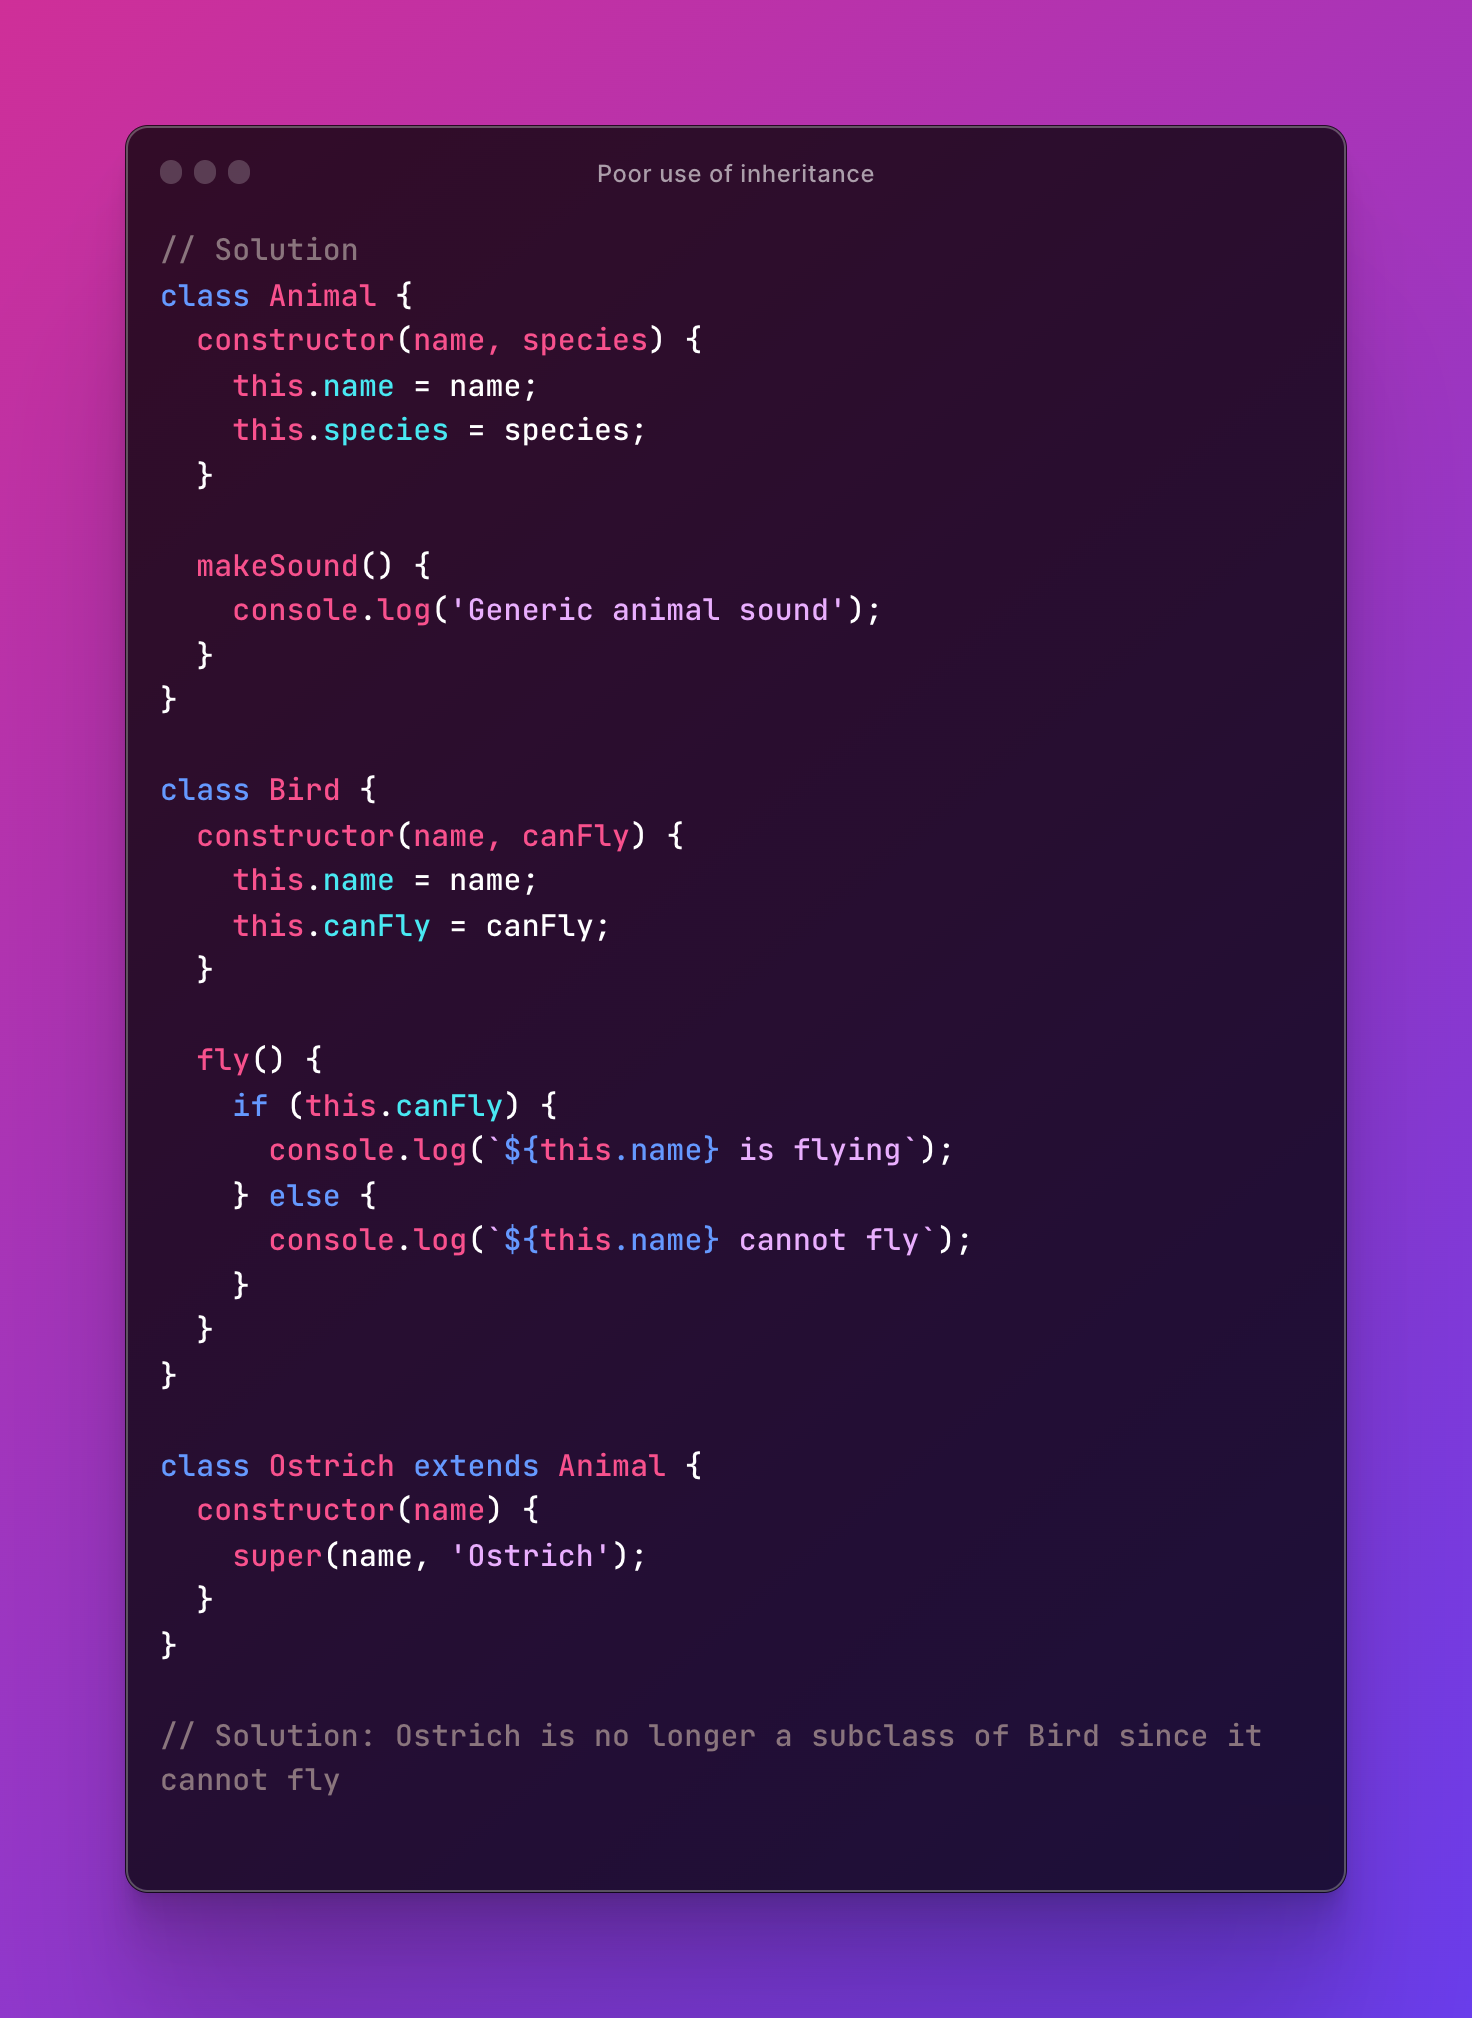 Poor use of inheritance
// Solution
class Animal {
  constructor(name, species) {
    this.name = name;
    this.species = species;
  }

  makeSound() {
    console.log('Generic animal sound');
  }
}

class Bird {
  constructor(name, canFly) {
    this.name = name;
    this.canFly = canFly;
  }

  fly() {
    if (this.canFly) {
      console.log(`${this.name} is flying`);
    } else {
      console.log(`${this.name} cannot fly`);
    }
  }
}

class Ostrich extends Animal {
  constructor(name) {
    super(name, 'Ostrich');
  }
}

// Solution: Ostrich is no longer a subclass of Bird since it
cannot fly